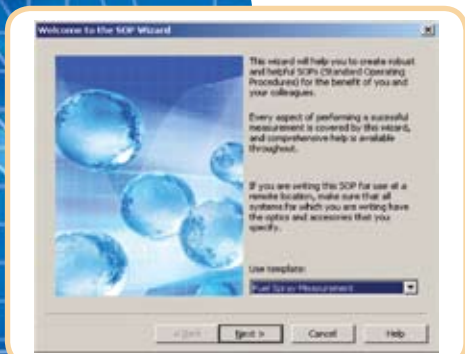 Welcome to the SOP Wizard
This wizard will help you to create robust
and helpful SOPs (Standard Operating
Procedures) for the benefit of you and
your colleagues.
Every aspect of performing a sucessful
measurement is covered by this wizard,
and comprehensive help is available
throughout.
If you are writing this SOP for use at a
remote location, make sure that all
systems for which you are writing have
the optics and accesories that you
specify.
Use template:
Fuel Spray Measurement
< Back
Next >
Cancel
Help